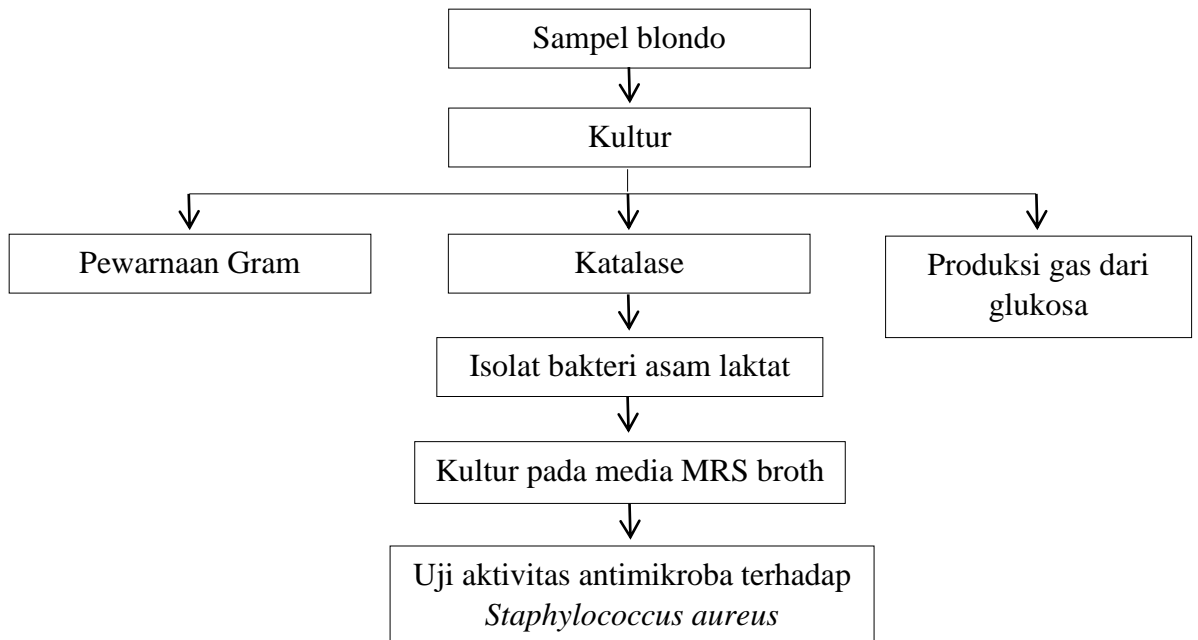 Sampel blondo
Kultur
Pewarnaan Gram
Katalase
Produksi gas dari
glukosa
Isolat bakteri asam laktat
Kultur pada media MRS broth
Uji aktivitas antimikroba terhadap
Staphylococcus aureus